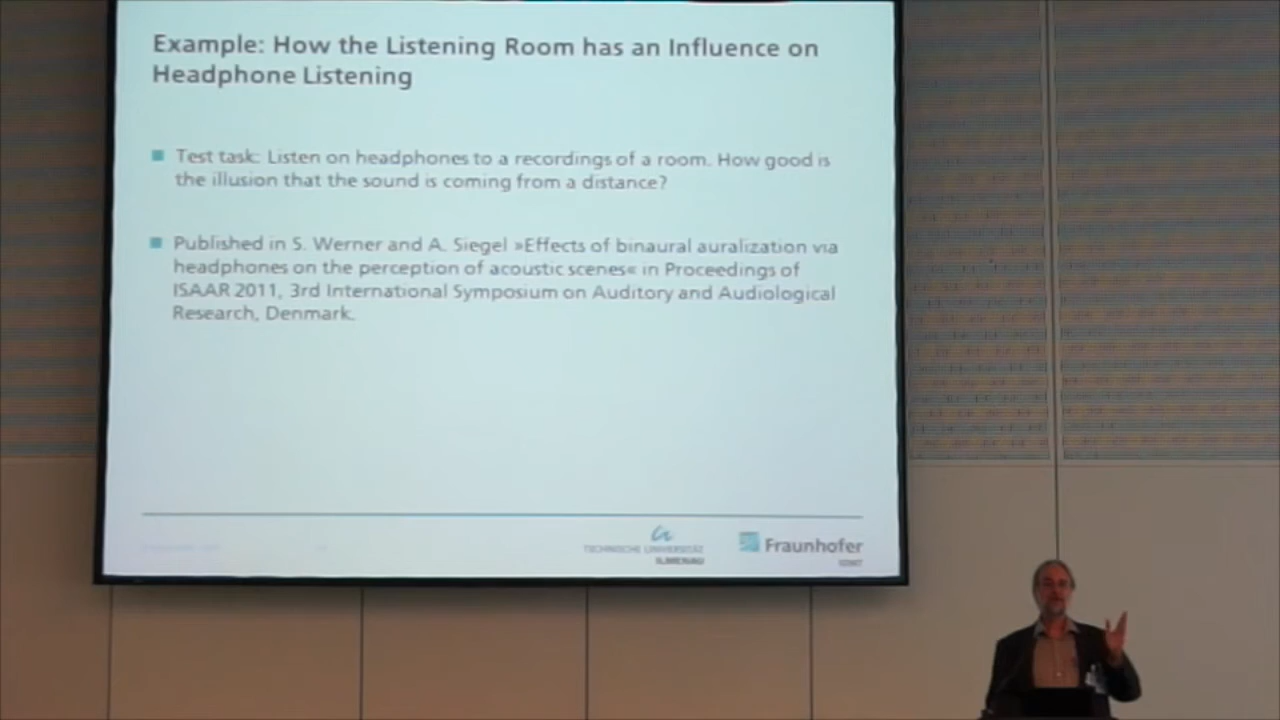 Example: How the Listening Room has an Influence on
Headphone Listening
Test task: Listen on headphones to a recordings of a room. How good is
the illusion that the sound is coming from a distance?
Published in S. Werner and A. Siegel »Effects of binaural auralization via
headphones on the perception of acoustic scenes« in Proceedings of
ISAAR 2011, 3rd International Symposium on Auditory and Audiological
Research, Denmark.
TECHNISCHE UNIVERSITÄT
ILMENAU
Fraunhofer
IDMT